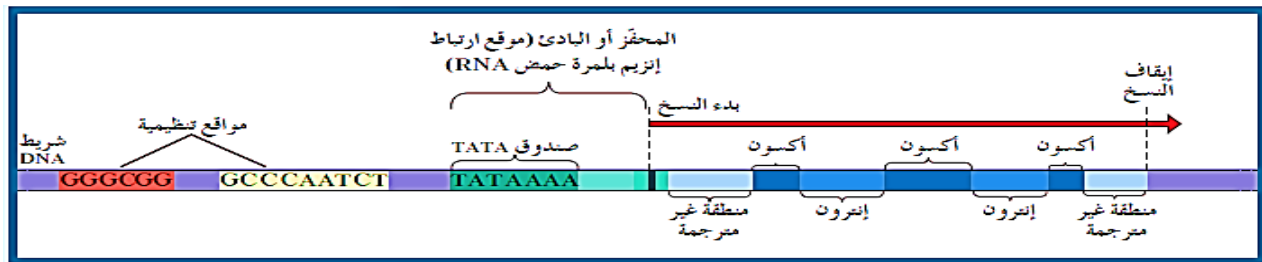 المحفّز أو البادئ (موقع ارتباط
إنزيم بلمرة حمض RNA)
إيقاف
النسخ
بدء النسخ
مواقع تنظيمية
شريط
DNA
صندوق TATA
أكسون
أكسون
أكسون
GGGCGG
GCCCAATCT
TATAAAA
منطقة غير
مترجمة
إنترون
إنترون
منطقة غير
مترجمة